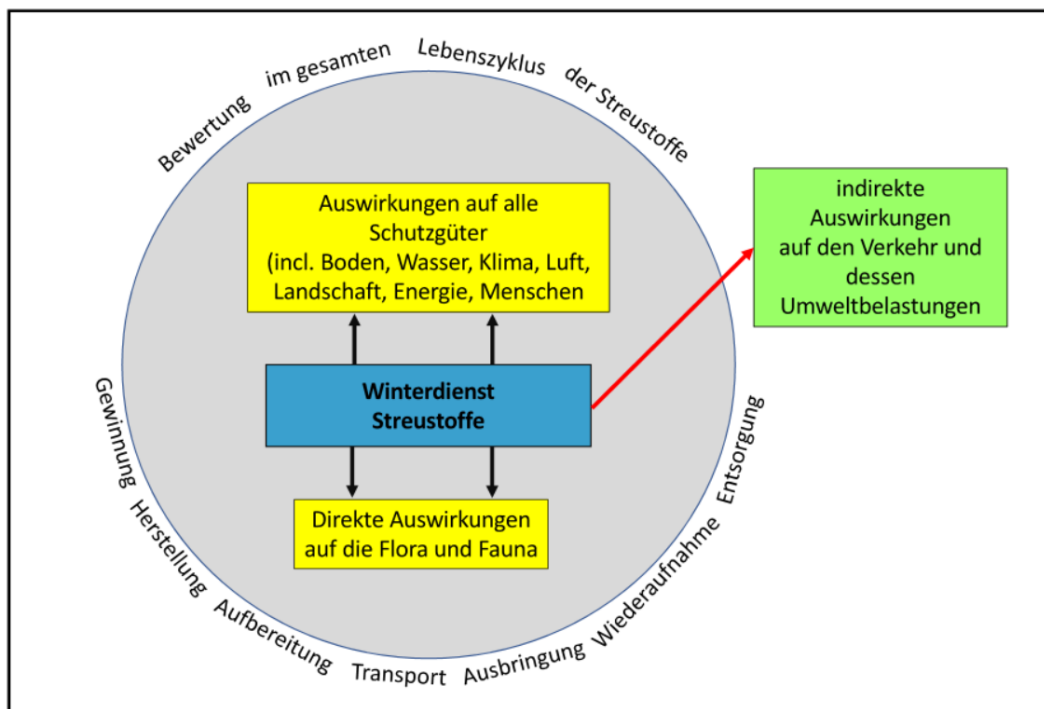 Bewertung im gesamten Lebenszyklus der Streustoffe
Auswirkungen auf alle
Schutzgüter
(incl. Boden, Wasser, Klima, Luft,
Landschaft, Energie, Menschen
indirekte
Auswirkungen
auf den Verkehr und
dessen
Umweltbelastungen
Winterdienst
Streustoffe
Direkte Auswirkungen
auf die Flora und Fauna
Gewinnung Herstellung Aufbereitung Transport Ausbringung Wiederaufnahme Entsorgung